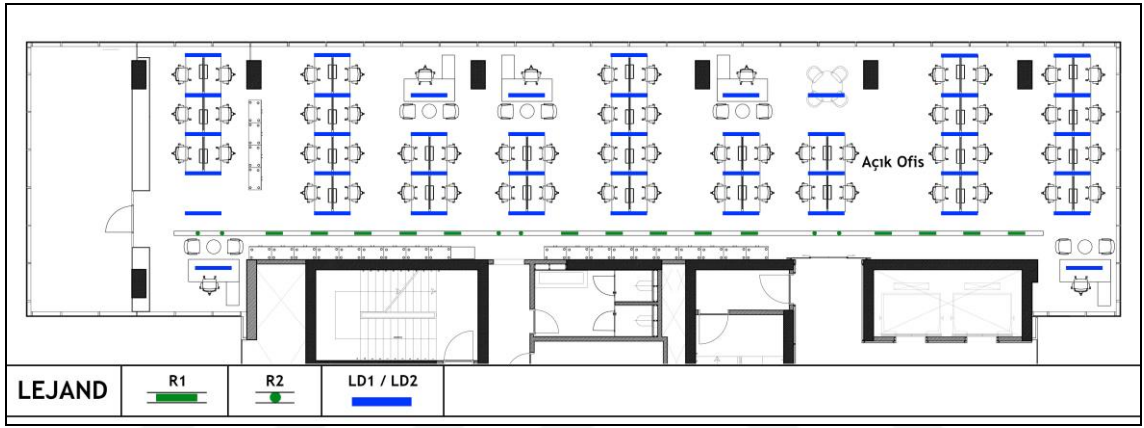 Açık Ofis
LEJAND
R1
R2
LD1 / LD2